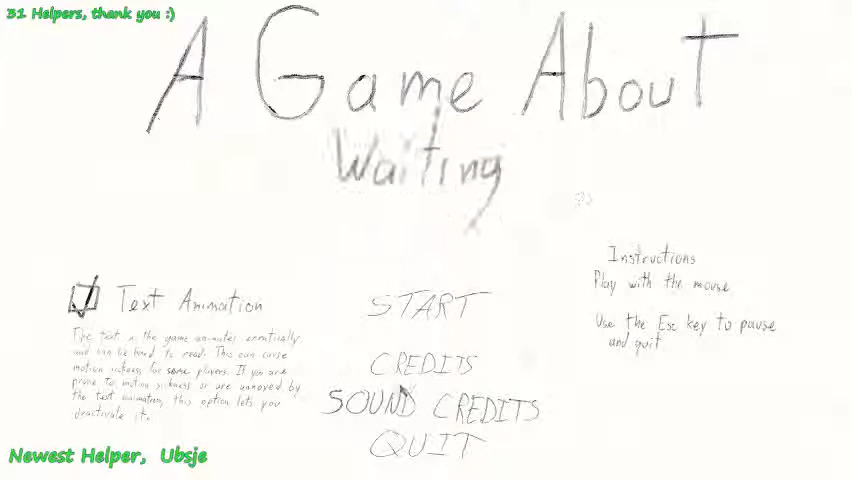 31 Helpers, thank you :)
A Game About
Waiting
Instructions
Play with the mouse
Use the Esc key to pause
and quit
Text Animation
The text in the game animates erratically
and can be hard to read. This can cause
motion sickness for some players. If you are
prone to motion sickness or are annoyed by
the text animation, this option lets you
deactivate it.
START
CREDITS
SOUND CREDITS
QUIT
Newest Helper, Ubsje